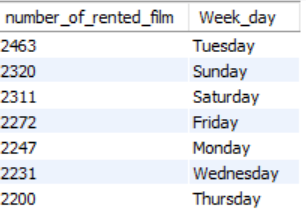 number_of_rented_film Week_day
2463 Tuesday
2320 Sunday
2311 Saturday
2272 Friday
2247 Monday
2231 Wednesday
2200 Thursday